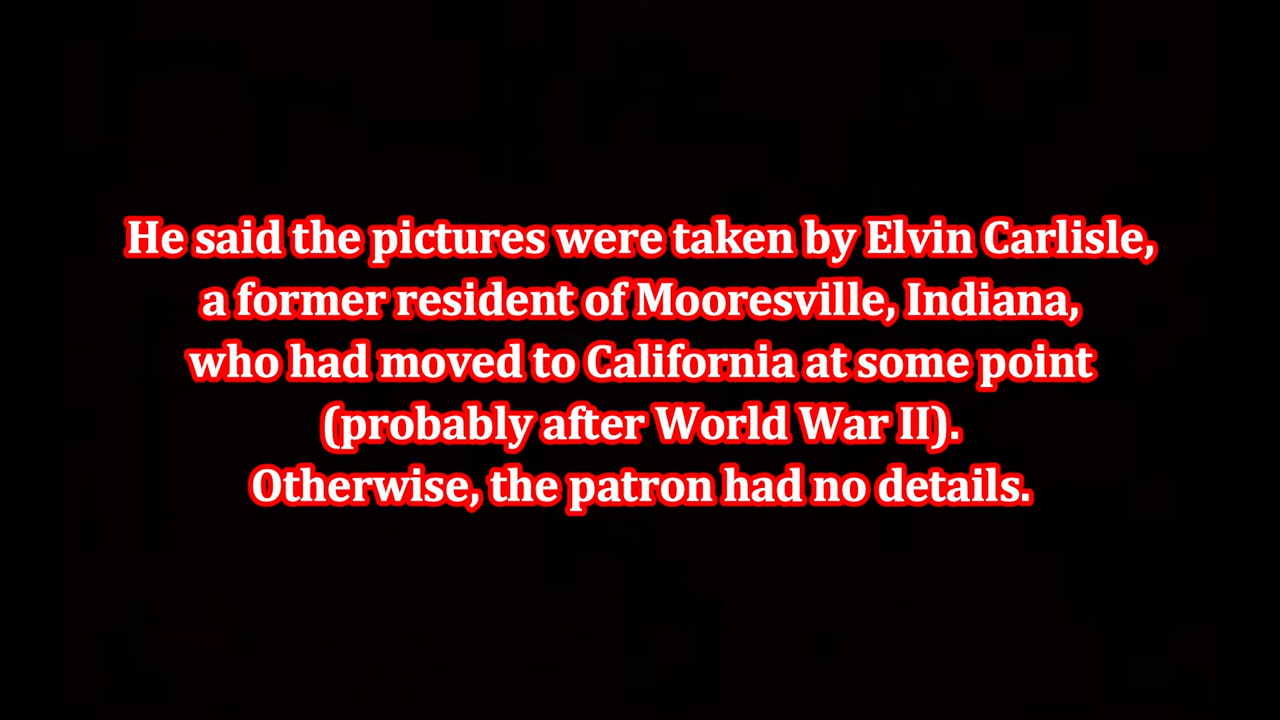 He said the pictures were taken by Elvin Carlisle,
a former resident of Mooresville, Indiana,
who had moved to California at some point
(probably after World War II).
Otherwise, the patron had no details.